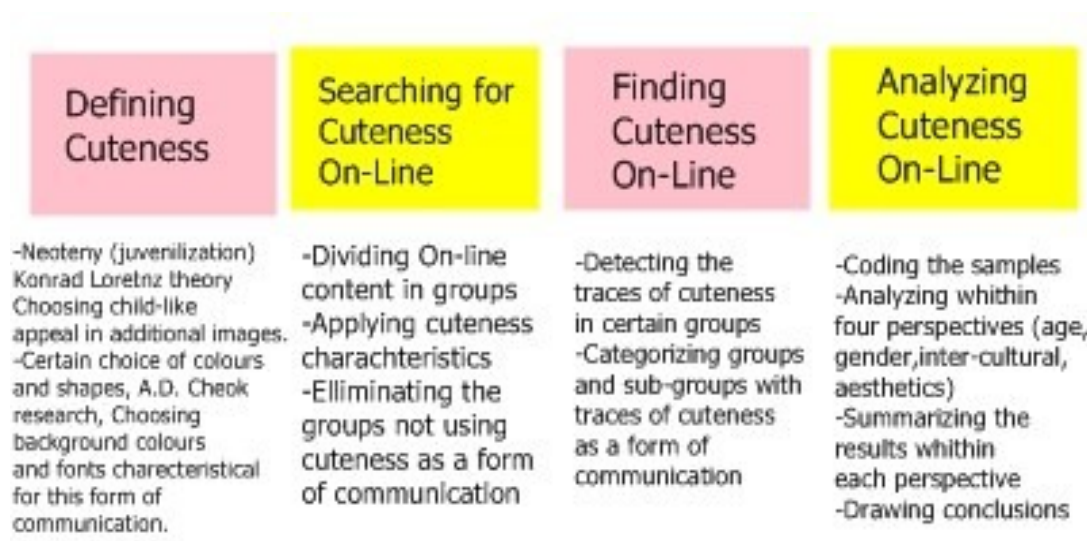 Defining
Cuteness
-Neoteny (juvenilization)
Konrad Loretnz theory
Choosing child-like
appeal in additional images.
-Certain choice of colours
and shapes, A.D. Cheok
research, Choosing
background colours
and fonts charecteristical
for this form of
communication.
Searching for
Cuteness
On-Line
-Dividing On-line
content in groups
-Applying cuteness
charachteristics
-Elliminating the
groups not using
cuteness as a form
of communication
Finding
Cuteness
On-Line
-Detecting the
traces of cuteness
in certain groups
-Categorizing groups
and sub-groups with
traces of cuteness
as a form of
communication
Analyzing
Cuteness
On-Line
-Coding the samples
-Analyzing whithin
four perspectives (age,
gender,inter-cultural,
aesthetics)
-Summarizing the
results whithin
each perspective
-Drawing conclusions